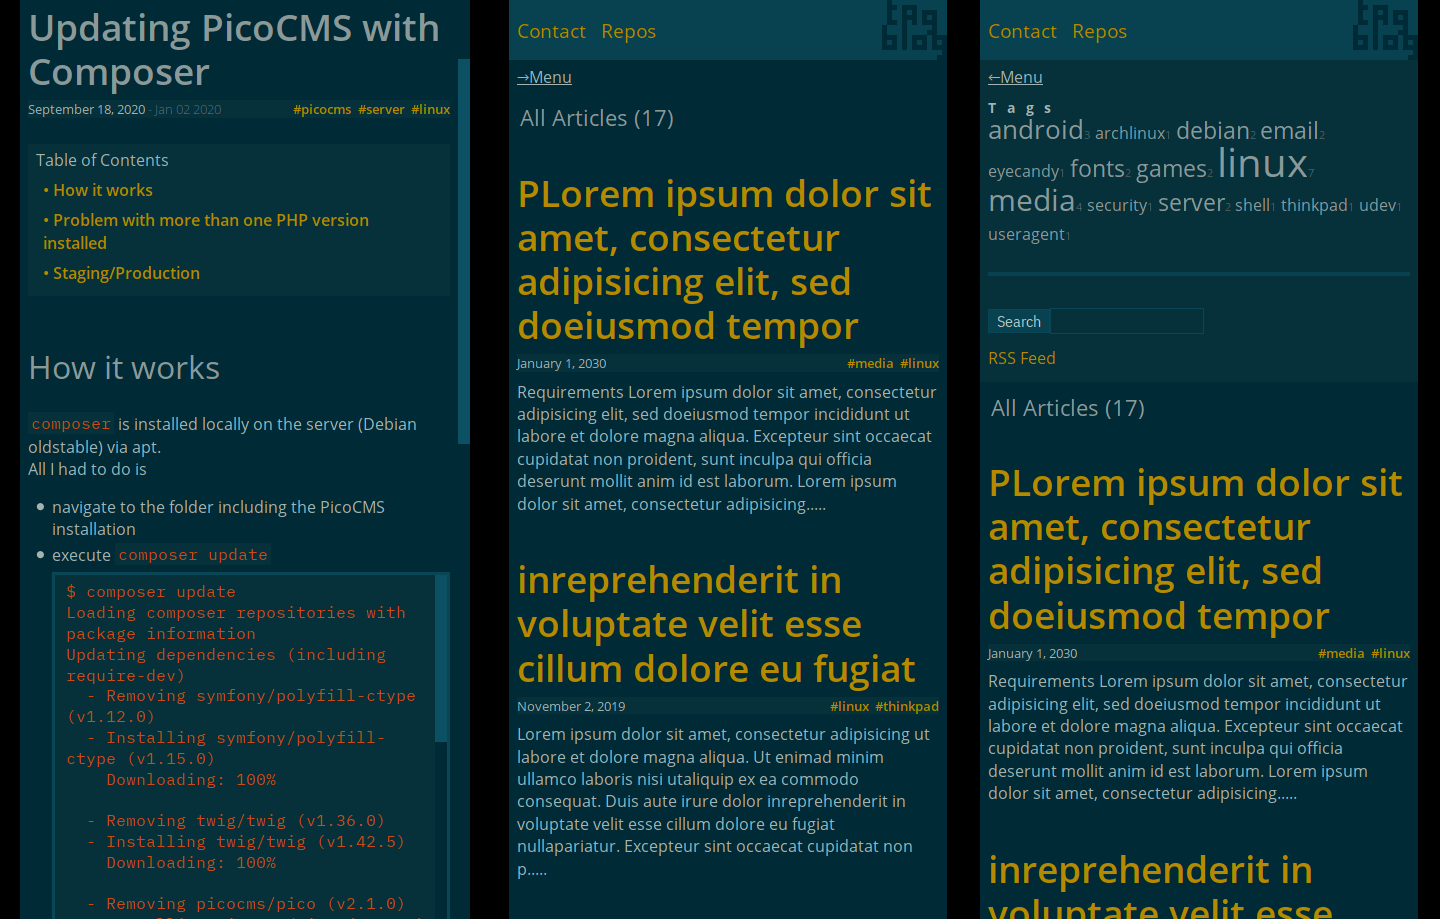 Updating PicoCMS with
Composer
September 18, 2020 - Jan 02 2020 #picocms #server #linux
Table of Contents
• How it works
• Problem with more than one PHP version
installed
• Staging/Production
How it works
composer is installed locally on the server (Debian
oldstable) via apt.
All I had to do is
• navigate to the folder including the PicoCMS
installation
• execute composer update
$ composer update
Loading composer repositories with
package information
Updating dependencies (including
require-dev)
- Removing symfony/polyfill-ctype
(v1.12.0)
- Installing symfony/polyfill-
ctype (v1.15.0)
Downloading: 100%
- Removing twig/twig (v1.36.0)
- Installing twig/twig (v1.42.5)
Downloading: 100%
- Removing picocms/pico (v2.1.0)
Contact Repos
tag
blog
→Menu
All Articles (17)
PLorem ipsum dolor sit
amet, consectetur
adipisicing elit, sed
doeiusmod tempor
January 1, 2030 #media #linux
Requirements Lorem ipsum dolor sit amet, consectetur
adipisicing elit, sed doeiusmod tempor incididunt ut
labore et dolore magna aliqua. Excepteur sint occaecat
cupidatat non proident, sunt inculpa qui officia
deserunt mollit anim id est laborum. Lorem ipsum
dolor sit amet, consectetur adipisicing.....
inreprehenderit in
voluptate velit esse
cillum dolore eu fugiat
November 2, 2019 #linux #thinkpad
Lorem ipsum dolor sit amet, consectetur adipisicing ut
labore et dolore magna aliqua. Ut enimad minim
ullamco laboris nisi utaliquip ex ea commodo
consequat. Duis aute irure dolor inreprehenderit in
voluptate velit esse cillum dolore eu fugiat
nullapariatur. Excepteur sint occaecat cupidatat non
p.....
Contact Repos
tag
blog
←Menu
Tags
android3 archlinux1 debian2 email2
eyecandy1 fonts2 games2 linux7
media4 security1 server2 shell1 thinkpad1 udev1
useragent1
Search
RSS Feed
All Articles (17)
PLorem ipsum dolor sit
amet, consectetur
adipisicing elit, sed
doeiusmod tempor
January 1, 2030 #media #linux
Requirements Lorem ipsum dolor sit amet, consectetur
adipisicing elit, sed doeiusmod tempor incididunt ut
labore et dolore magna aliqua. Excepteur sint occaecat
cupidatat non proident, sunt inculpa qui officia
deserunt mollit anim id est laborum. Lorem ipsum
dolor sit amet, consectetur adipisicing.....
inreprehenderit in
voluptate velit esse